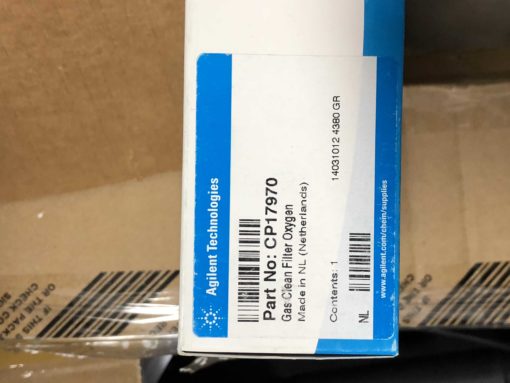 Agilent Technologies
Part No: CP17970
Gas Clean Filter Oxygen
Made in NL (Netherlands)
Contents: 1
14031012 4380 GR
NL
www.agilent.com/chem/supplies